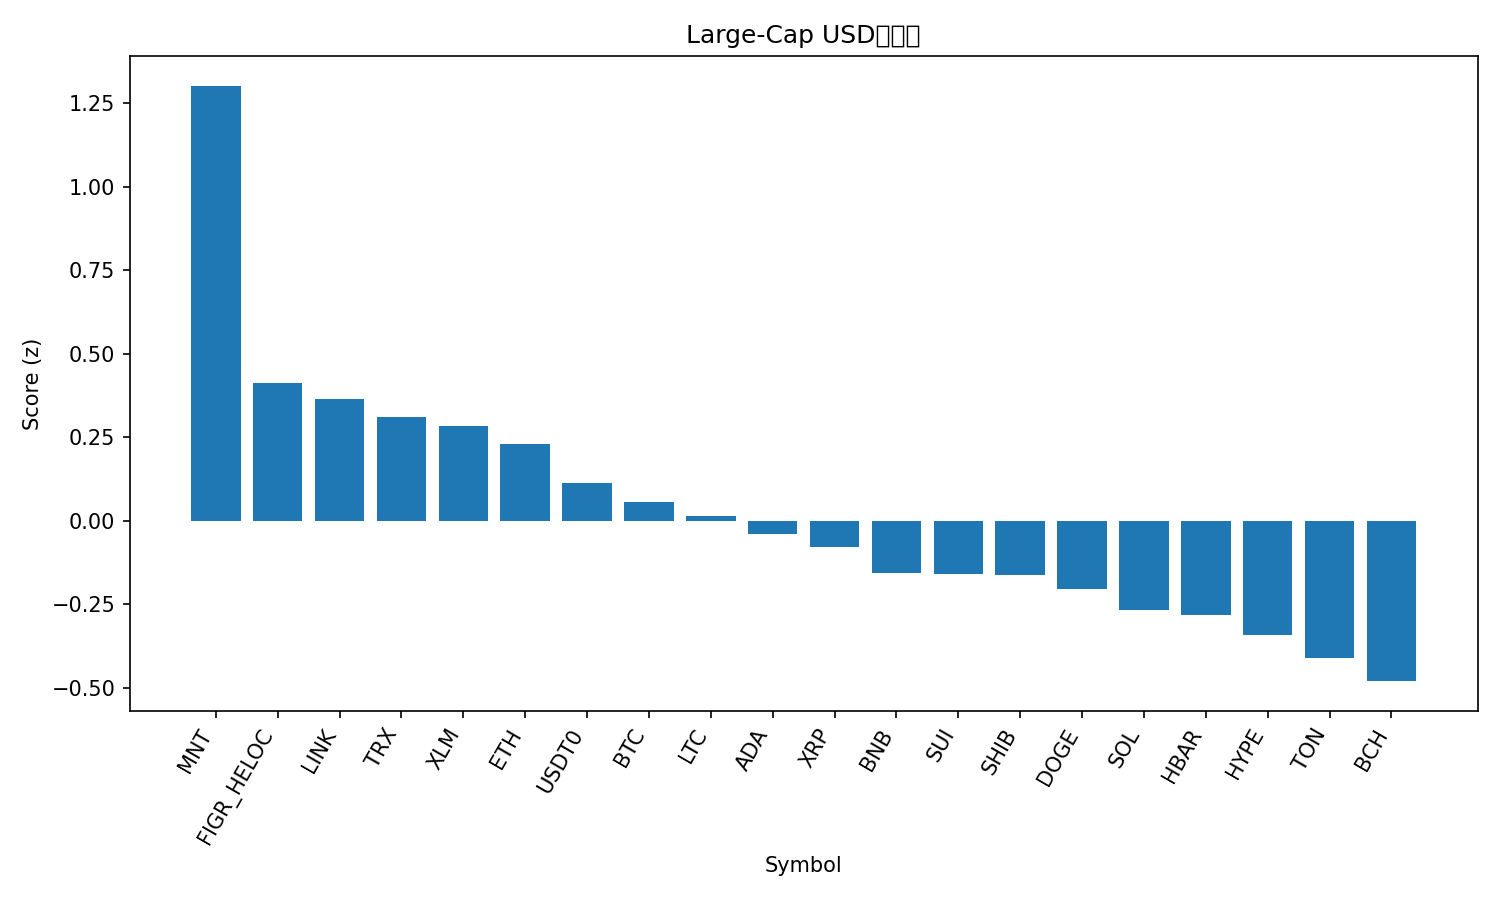 Large-Cap USD
Score (z)
1.25
1.00
0.75
0.50
0.25
0.00
−0.25
−0.50
MNT
FIGR_HELOC
LINK
TRX
XLM
ETH
USDT0
BTC
LTC
ADA
XRP
BNB
SUI
SHIB
DOGE
SOL
HBAR
HYPE
TON
BCH
Symbol